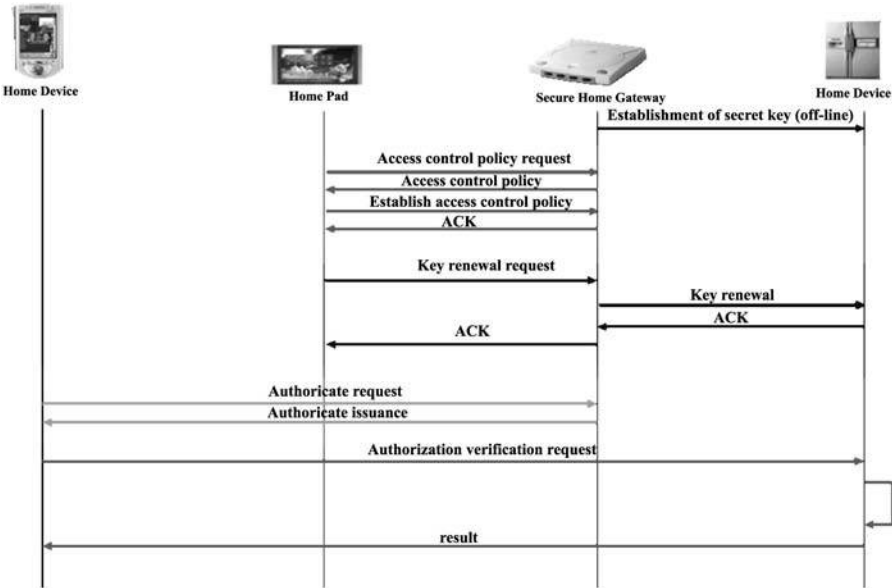 Home Device
Home Pad
Secure Home Gateway
Home Device
Establishment of secret key (off-line)
Access control policy request
Access control policy
Establish access control policy
ACK
Key renewal request
Key renewal
ACK
ACK
Authoricate request
Authoricate issuance
Authorization verification request
result